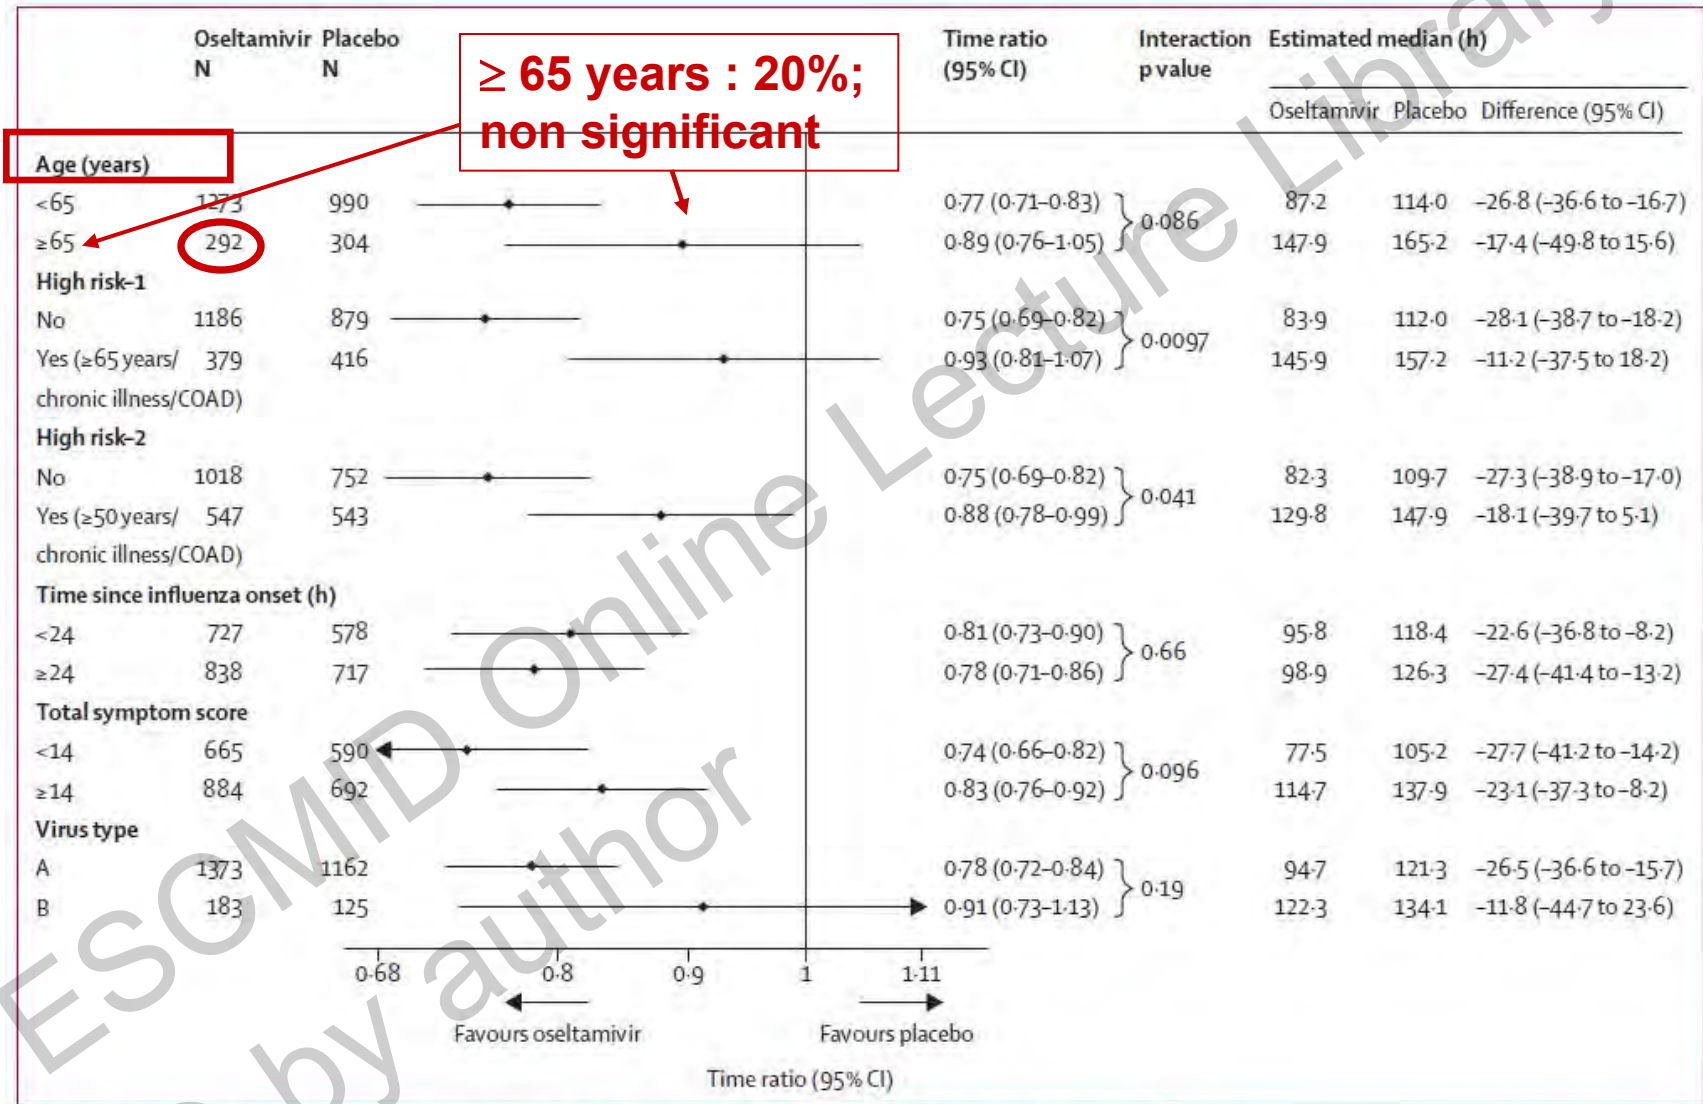 Oseltamivir Placebo Time ratio Interaction Estimated median (h)
N N (95% CI) p value
Oseltamivir Placebo Difference (95% CI)
≥ 65 years : 20%;
non significant
Age (years)
<65 1273 990 0·77 (0·71–0·83) 0·086 87·2 114·0 –26·8 (–36·6 to –16·7)
≥65 292 304 0·89 (0·76–1·05) 147·9 165·2 –17·4 (–49·8 to 15·6)
High risk–1
No 1186 879 0·75 (0·69–0·82) 0·0097 83·9 112·0 –28·1 (–38·7 to –18·2)
Yes (≥65 years/ 379 416 0·93 (0·81–1·07) 145·9 157·2 –11·2 (–37·5 to 18·2)
chronic illness/COAD)
High risk–2
No 1018 752 0·75 (0·69–0·82) 0·041 82·3 109·7 –27·3 (–38·9 to –17·0)
Yes (≥50 years/ 547 543 0·88 (0·78–0·99) 129·8 147·9 –18·1 (–39·7 to 5·1)
chronic illness/COAD)
Time since influenza onset (h)
<24 727 578 0·81 (0·73–0·90) 0·66 95·8 118·4 –22·6 (–36·8 to –8·2)
≥24 838 717 0·78 (0·71–0·86) 98·9 126·3 –27·4 (–41·4 to –13·2)
Total symptom score
<14 665 590 0·74 (0·66–0·82) 0·096 77·5 105·2 –27·7 (–41·2 to –14·2)
≥14 884 692 0·83 (0·76–0·92) 114·7 137·9 –23·1 (–37·3 to –8·2)
Virus type
A 1373 1162 0·78 (0·72–0·84) 0·19 94·7 121·3 –26·5 (–36·6 to –15·7)
B 183 125 0·91 (0·73–1·13) 122·3 134·1 –11·8 (–44·7 to 23·6)
0·68 0·8 0·9 1 1·11
Favours oseltamivir Favours placebo
Time ratio (95% CI)
ESCMID Online Lecture Library
by author